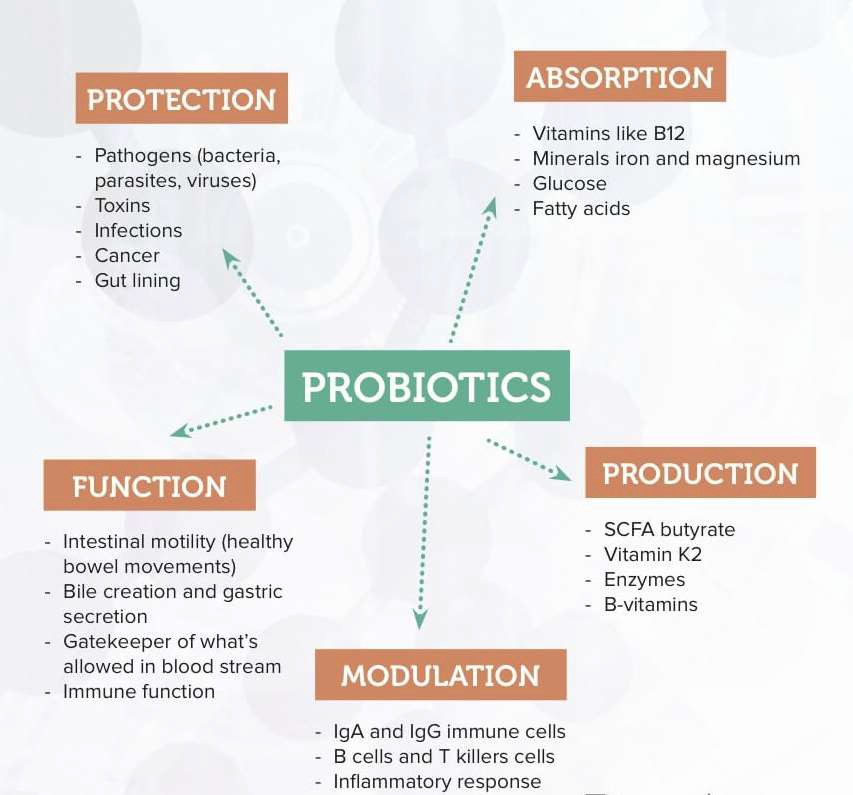 PROTECTION
- Pathogens (bacteria,
parasites, viruses)
- Toxins
- Infections
- Cancer
- Gut lining
ABSORPTION
- Vitamins like B12
- Minerals iron and magnesium
- Glucose
- Fatty acids
PROBIOTICS
FUNCTION
- Intestinal motility (healthy
bowel movements)
- Bile creation and gastric
secretion
- Gatekeeper of what's
allowed in blood stream
- Immune function
PRODUCTION
- SCFA butyrate
- Vitamin K2
- Enzymes
- B-vitamins
MODULATION
- IgA and IgG immune cells
- B cells and T killers cells
- Inflammatory response